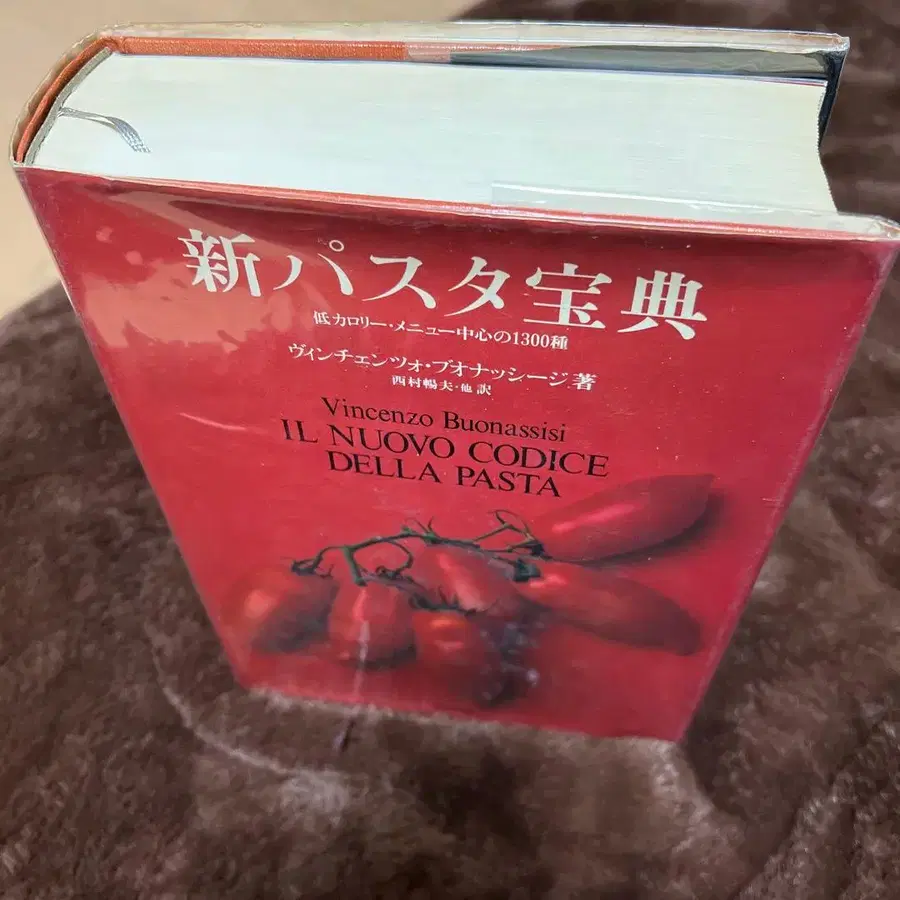 新パスタ宝典
低カロリー・メニュー中心の1300種
ヴィンチェンツォ・ブオナッシージ著
西村暢夫・他訳
Vincenzo Buonassisi
IL NUOVO CODICE
DELLA PASTA